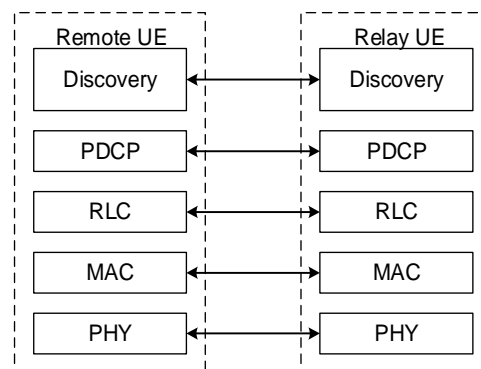 Remote UE Relay UE
Discovery Discovery
PDCP PDCP
RLC RLC
MAC MAC
PHY PHY